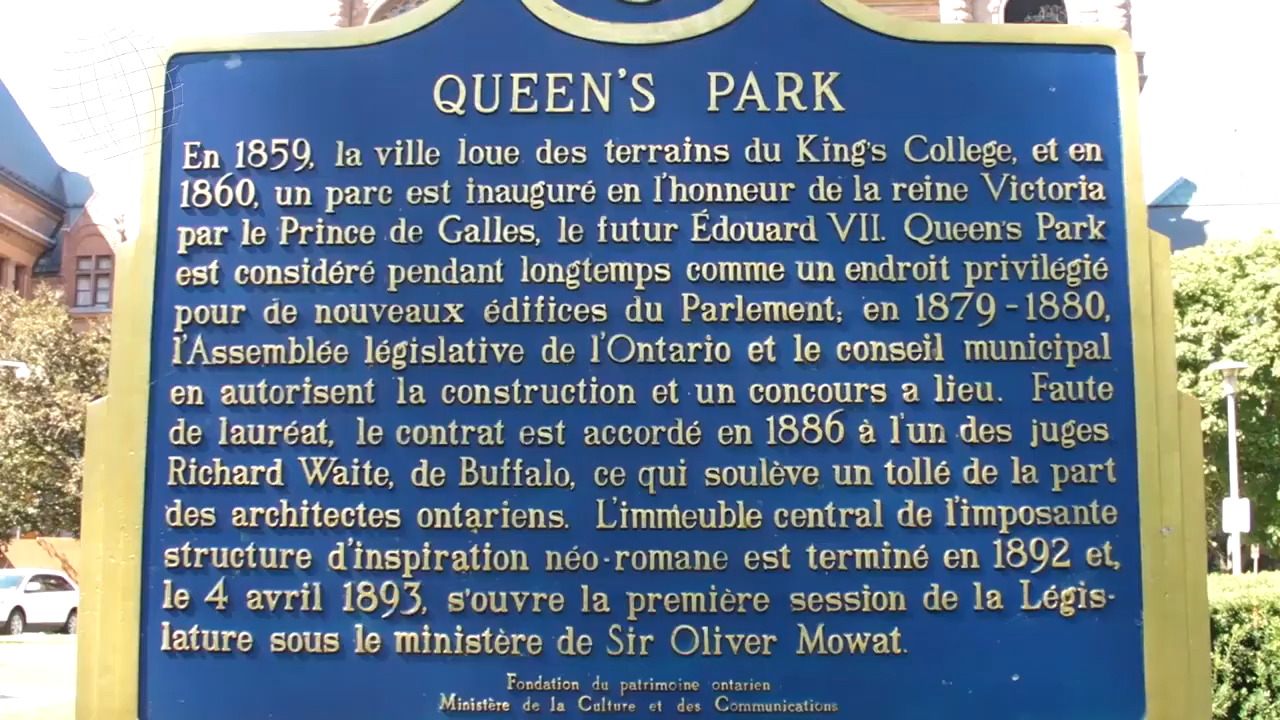 QUEEN'S PARK
En 1859, la ville loue des terrains du King's College, et en
1860, un parc est inauguré en l'honneur de la reine Victoria
par le Prince de Galles, le futur Édouard VII. Queen's Park
est considéré pendant longtemps comme un endroit privilégié
pour de nouveaux édifices du Parlement; en 1879-1880,
l'Assemblée législative de l'Ontario et le conseil municipal
en autorisent la construction et un concours a lieu. Faute
de lauréat, le contrat est accordé en 1886 à l'un des juges
Richard Waite, de Buffalo, ce qui soulève un tollé de la part
des architectes ontariens. L'immeuble central de l'imposante
structure d'inspiration néo-romane est terminé en 1892 et,
le 4 avril 1893, s'ouvre la première session de la Légis-
lature sous le ministère de Sir Oliver Mowat.
Fondation du patrimoine ontarien
Ministère de la Culture et des Communications